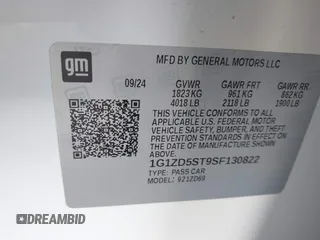 gm
MFD BY GENERAL MOTORS LLC
09/24 GVWR GAWR FRT GAWR RR
1823 KG 961 KG 862 KG
4018 LB 2118 LB 1900 LB
THIS VEHICLE CONFORMS TO ALL
APPLICABLE U.S. FEDERAL MOTOR
VEHICLE SAFETY, BUMPER, AND THEFT
PREVENTION STANDARDS IN EFFECT ON
THE DATE OF MANUFACTURE SHOWN ABOVE.
1G1ZD5ST9SF130822
TYPE: PASS CAR
MODEL: 921ZD69
DREAMBID